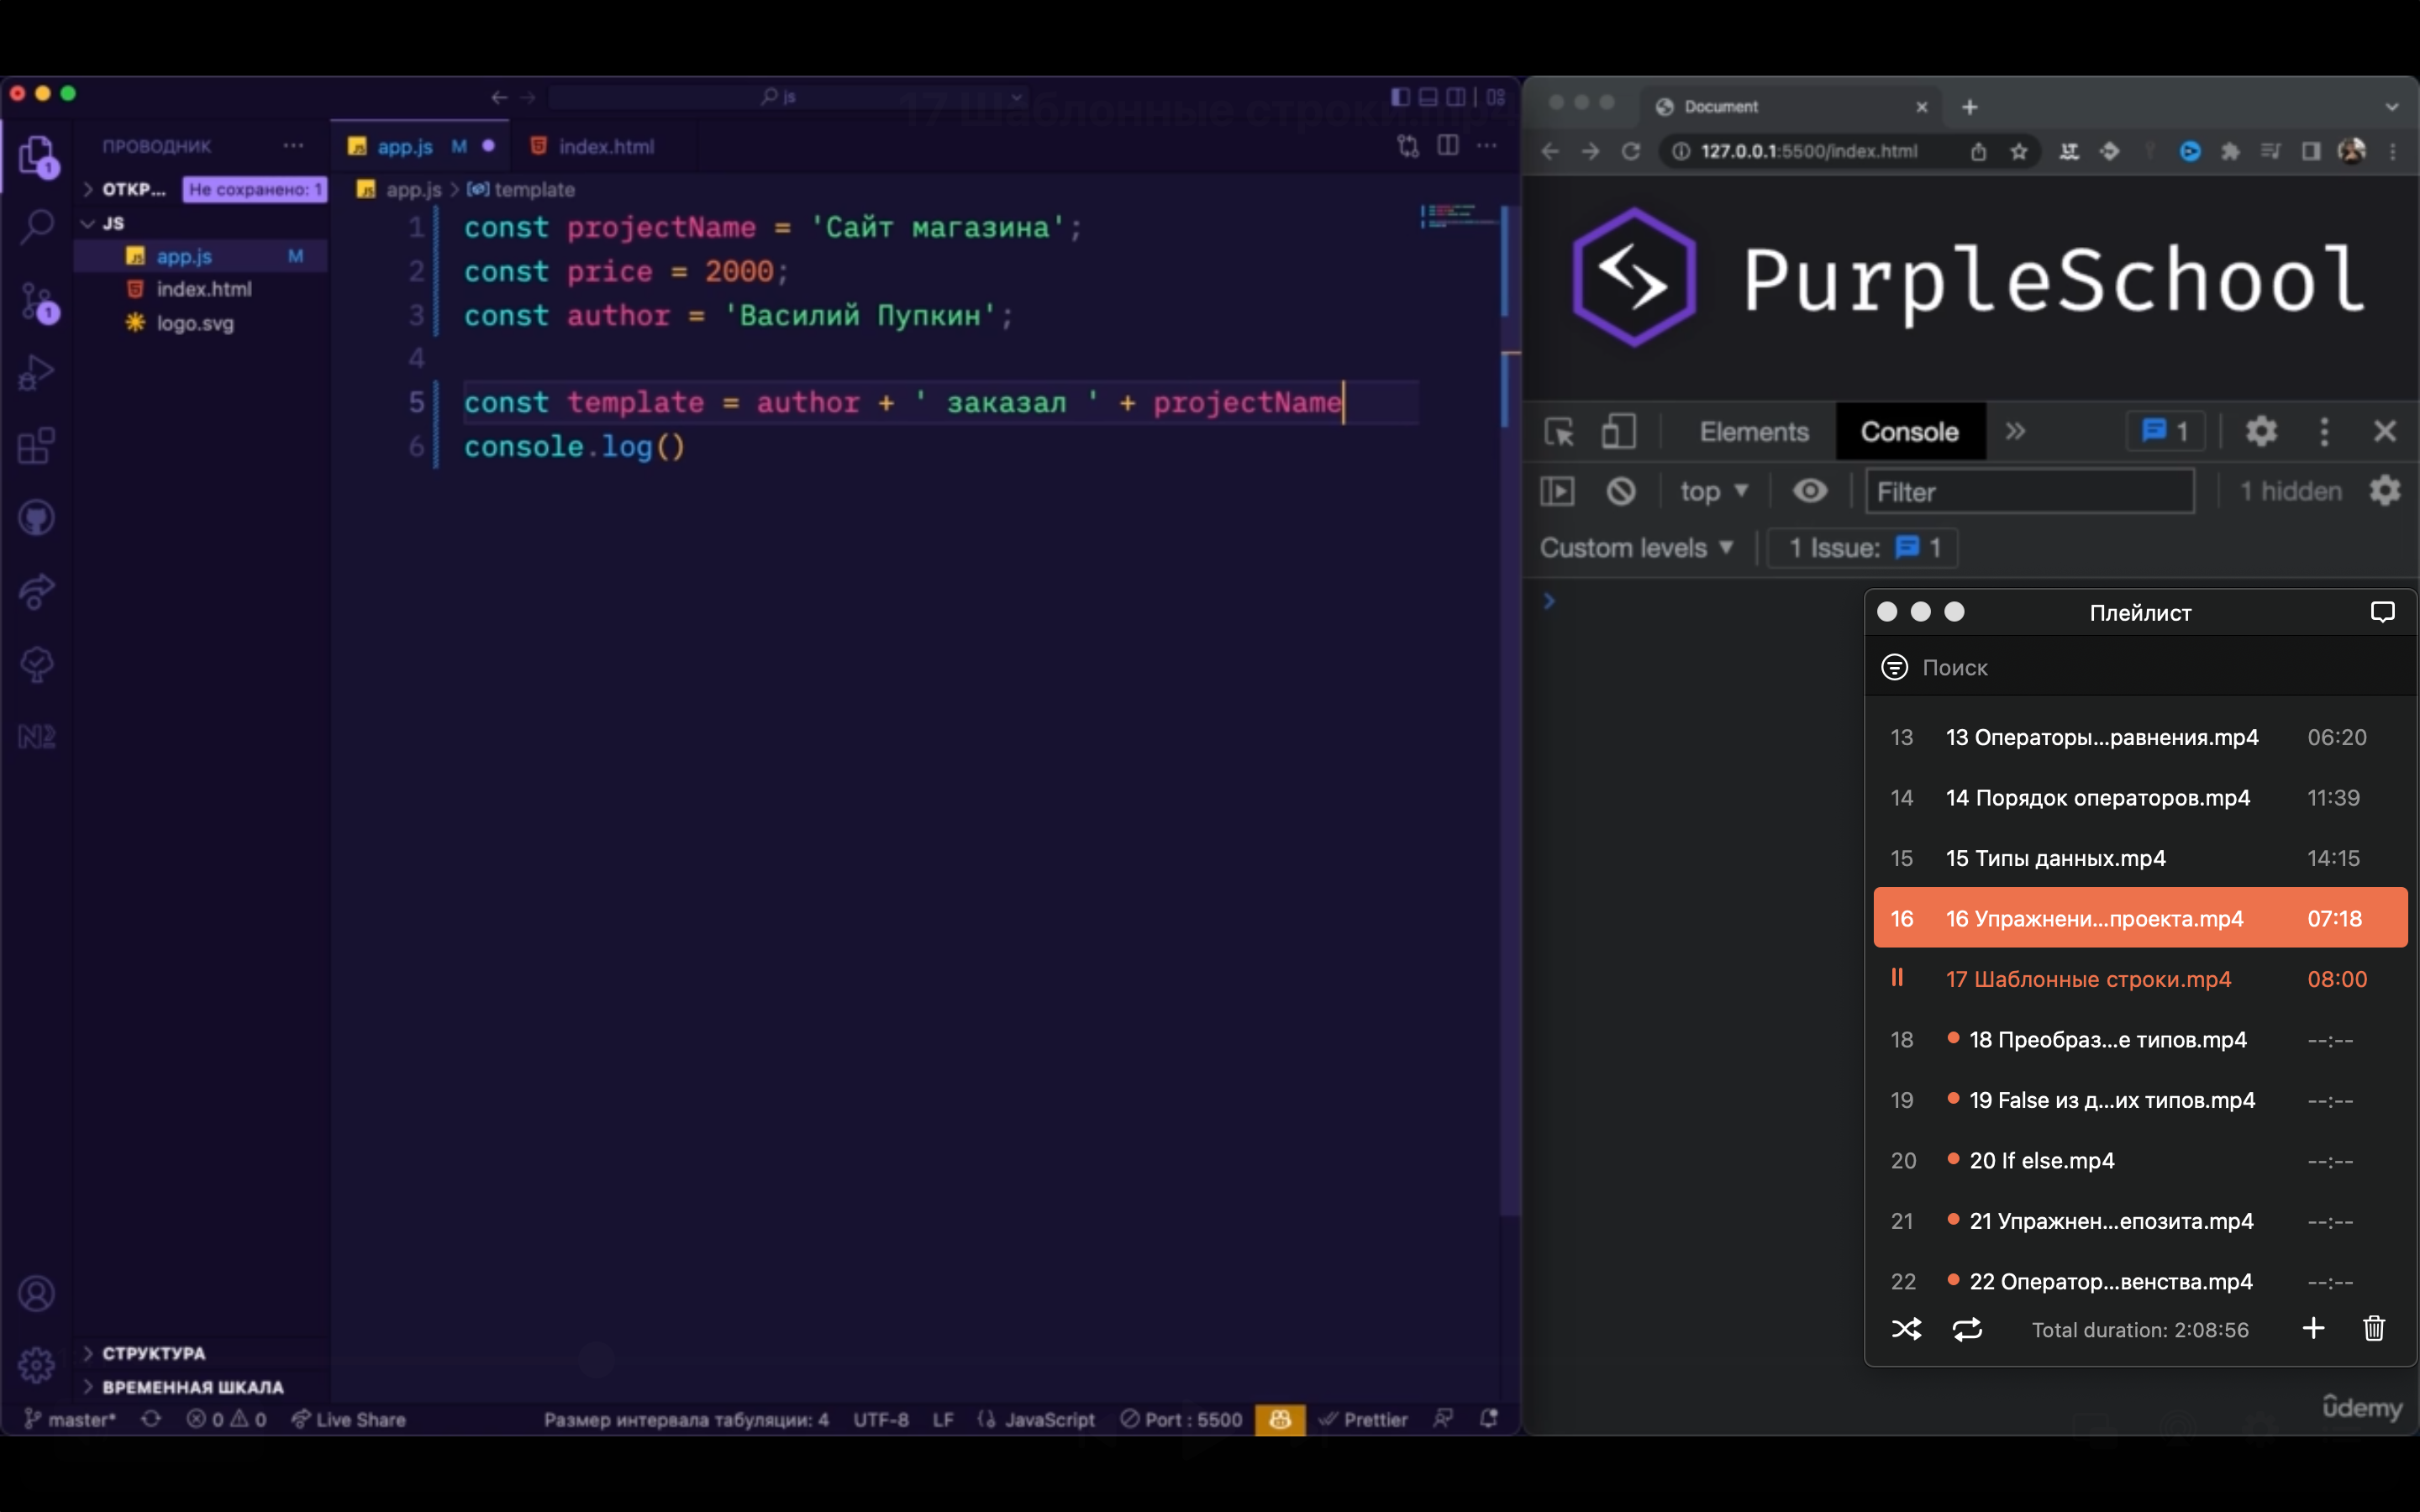 17 Шаблонные строки.mp4
js
ПРОВОДНИК
ОТКР... Не сохранено: 1
JS
app.js M
index.html
logo.svg
СТРУКТУРА
ВРЕМЕННАЯ ШКАЛА
app.js M index.html
app.js > template
1 const projectName = 'Сайт магазина';
2 const price = 2000;
3 const author = 'Василий Пупкин';
4
5 const template = author + ' заказал ' + projectName
6 console.log()
master* 0 0 Live Share Размер интервала табуляции: 4 UTF-8 LF JavaScript Port : 5500 Prettier
Document
127.0.0.1:5500/index.html
PurpleSchool
Elements Console 1
top Filter 1 hidden
Custom levels 1 Issue: 1
Плейлист
Поиск
13 13 Операторы...равнения.mp4 06:20
14 14 Порядок операторов.mp4 11:39
15 15 Типы данных.mp4 14:15
16 16 Упражнени...проекта.mp4 07:18
17 Шаблонные строки.mp4 08:00
18 18 Преобраз...е типов.mp4 --:--
19 19 False из д...их типов.mp4 --:--
20 20 If else.mp4 --:--
21 21 Упражнен...епозита.mp4 --:--
22 22 Оператор...венства.mp4 --:--
Total duration: 2:08:56
ûdemy